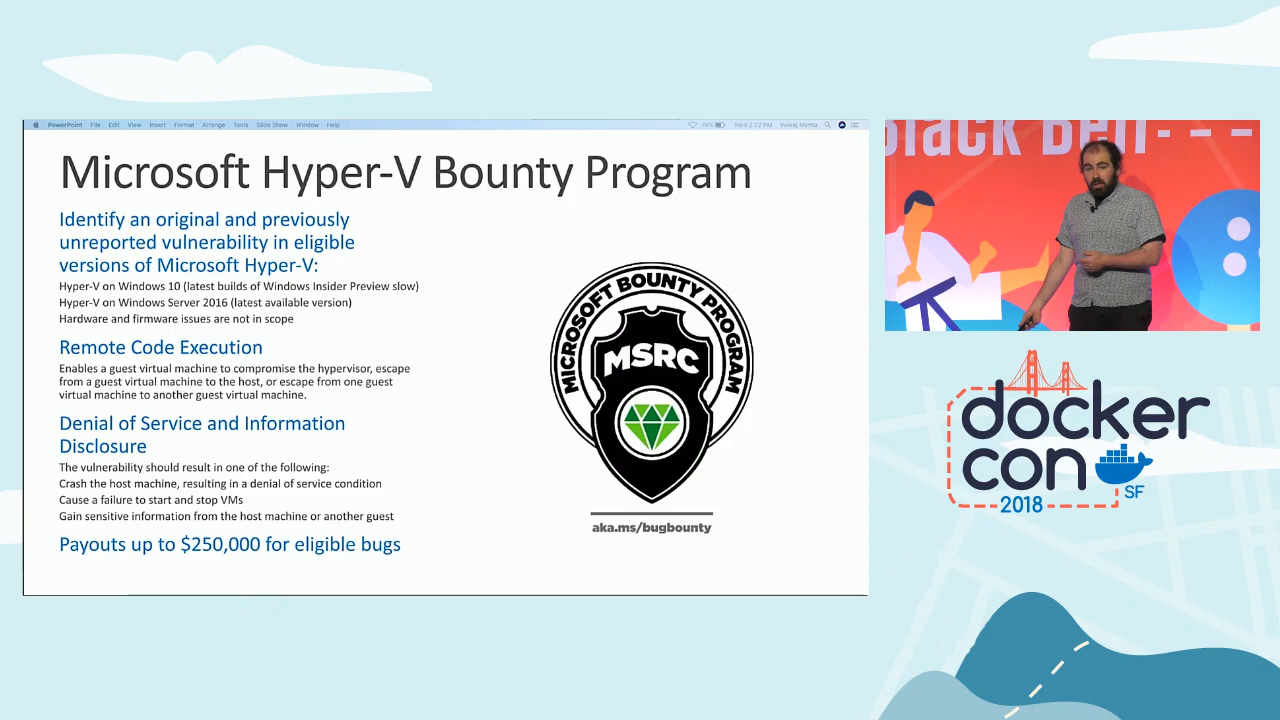 PowerPoint File Edit View Insert Format Arrange Tools Slide Show Window Help
Wed 2:22 PM Yuvraj Mehta
Microsoft Hyper-V Bounty Program
Identify an original and previously
unreported vulnerability in eligible
versions of Microsoft Hyper-V:
Hyper-V on Windows 10 (latest builds of Windows Insider Preview slow)
Hyper-V on Windows Server 2016 (latest available version)
Hardware and firmware issues are not in scope
Remote Code Execution
Enables a guest virtual machine to compromise the hypervisor, escape
from a guest virtual machine to the host, or escape from one guest
virtual machine to another guest virtual machine.
Denial of Service and Information
Disclosure
The vulnerability should result in one of the following:
Crash the host machine, resulting in a denial of service condition
Cause a failure to start and stop VMs
Gain sensitive information from the host machine or another guest
Payouts up to $250,000 for eligible bugs
MICROSOFT BOUNTY PROGRAM
MSRC
aka.ms/bugbounty
docker
con
2018
SF